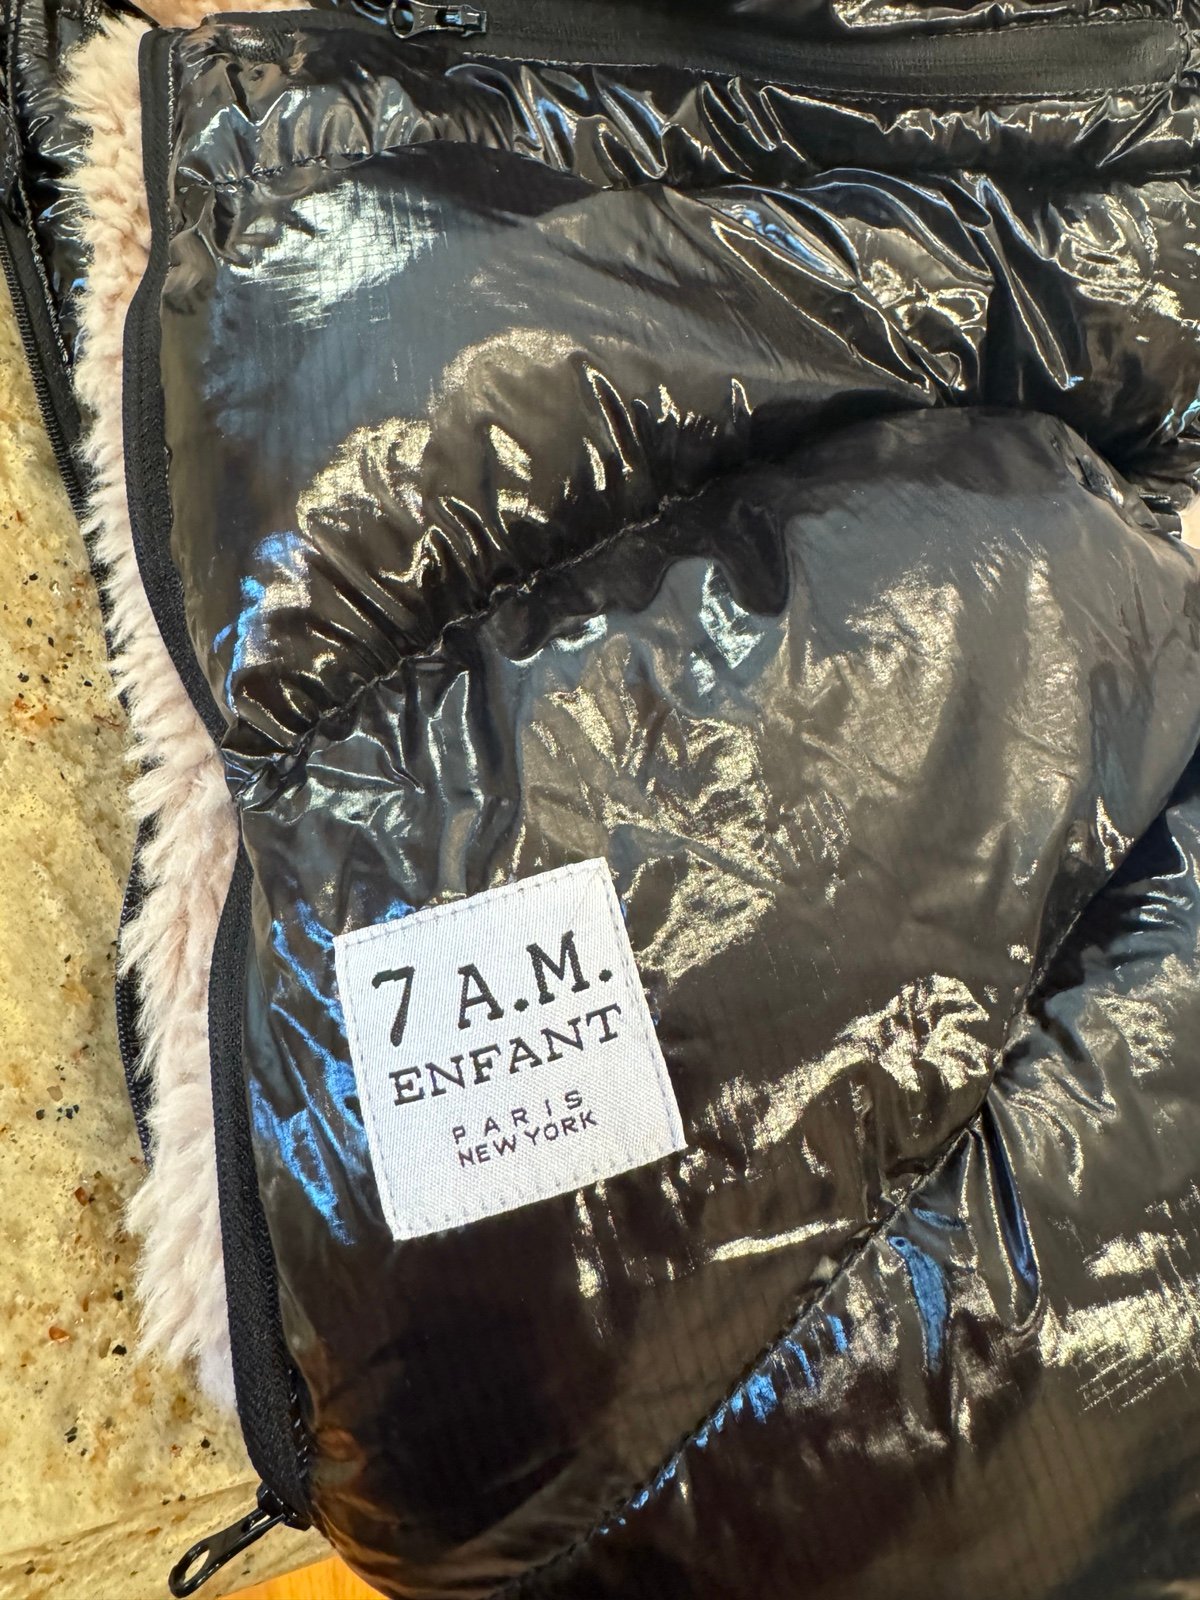 7 A.M.
ENFANT
PARIS
NEW YORK